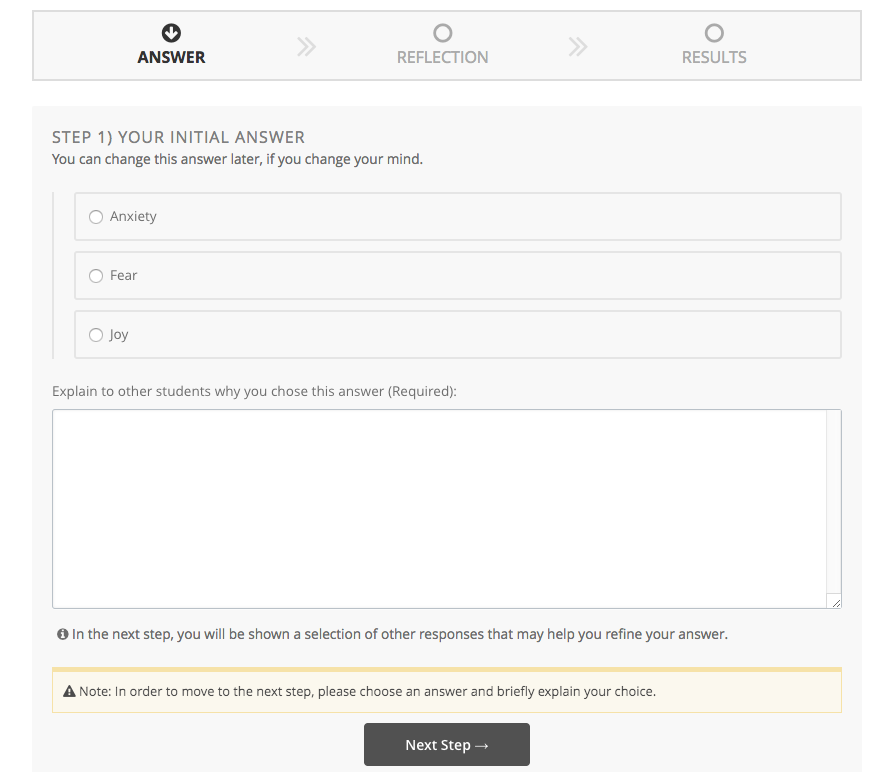 ANSWER
REFLECTION
RESULTS
STEP 1) YOUR INITIAL ANSWER
You can change this answer later, if you change your mind.
Anxiety
Fear
Joy
Explain to other students why you chose this answer (Required):
In the next step, you will be shown a selection of other responses that may help you refine your answer.
Note: In order to move to the next step, please choose an answer and briefly explain your choice.
Next Step →